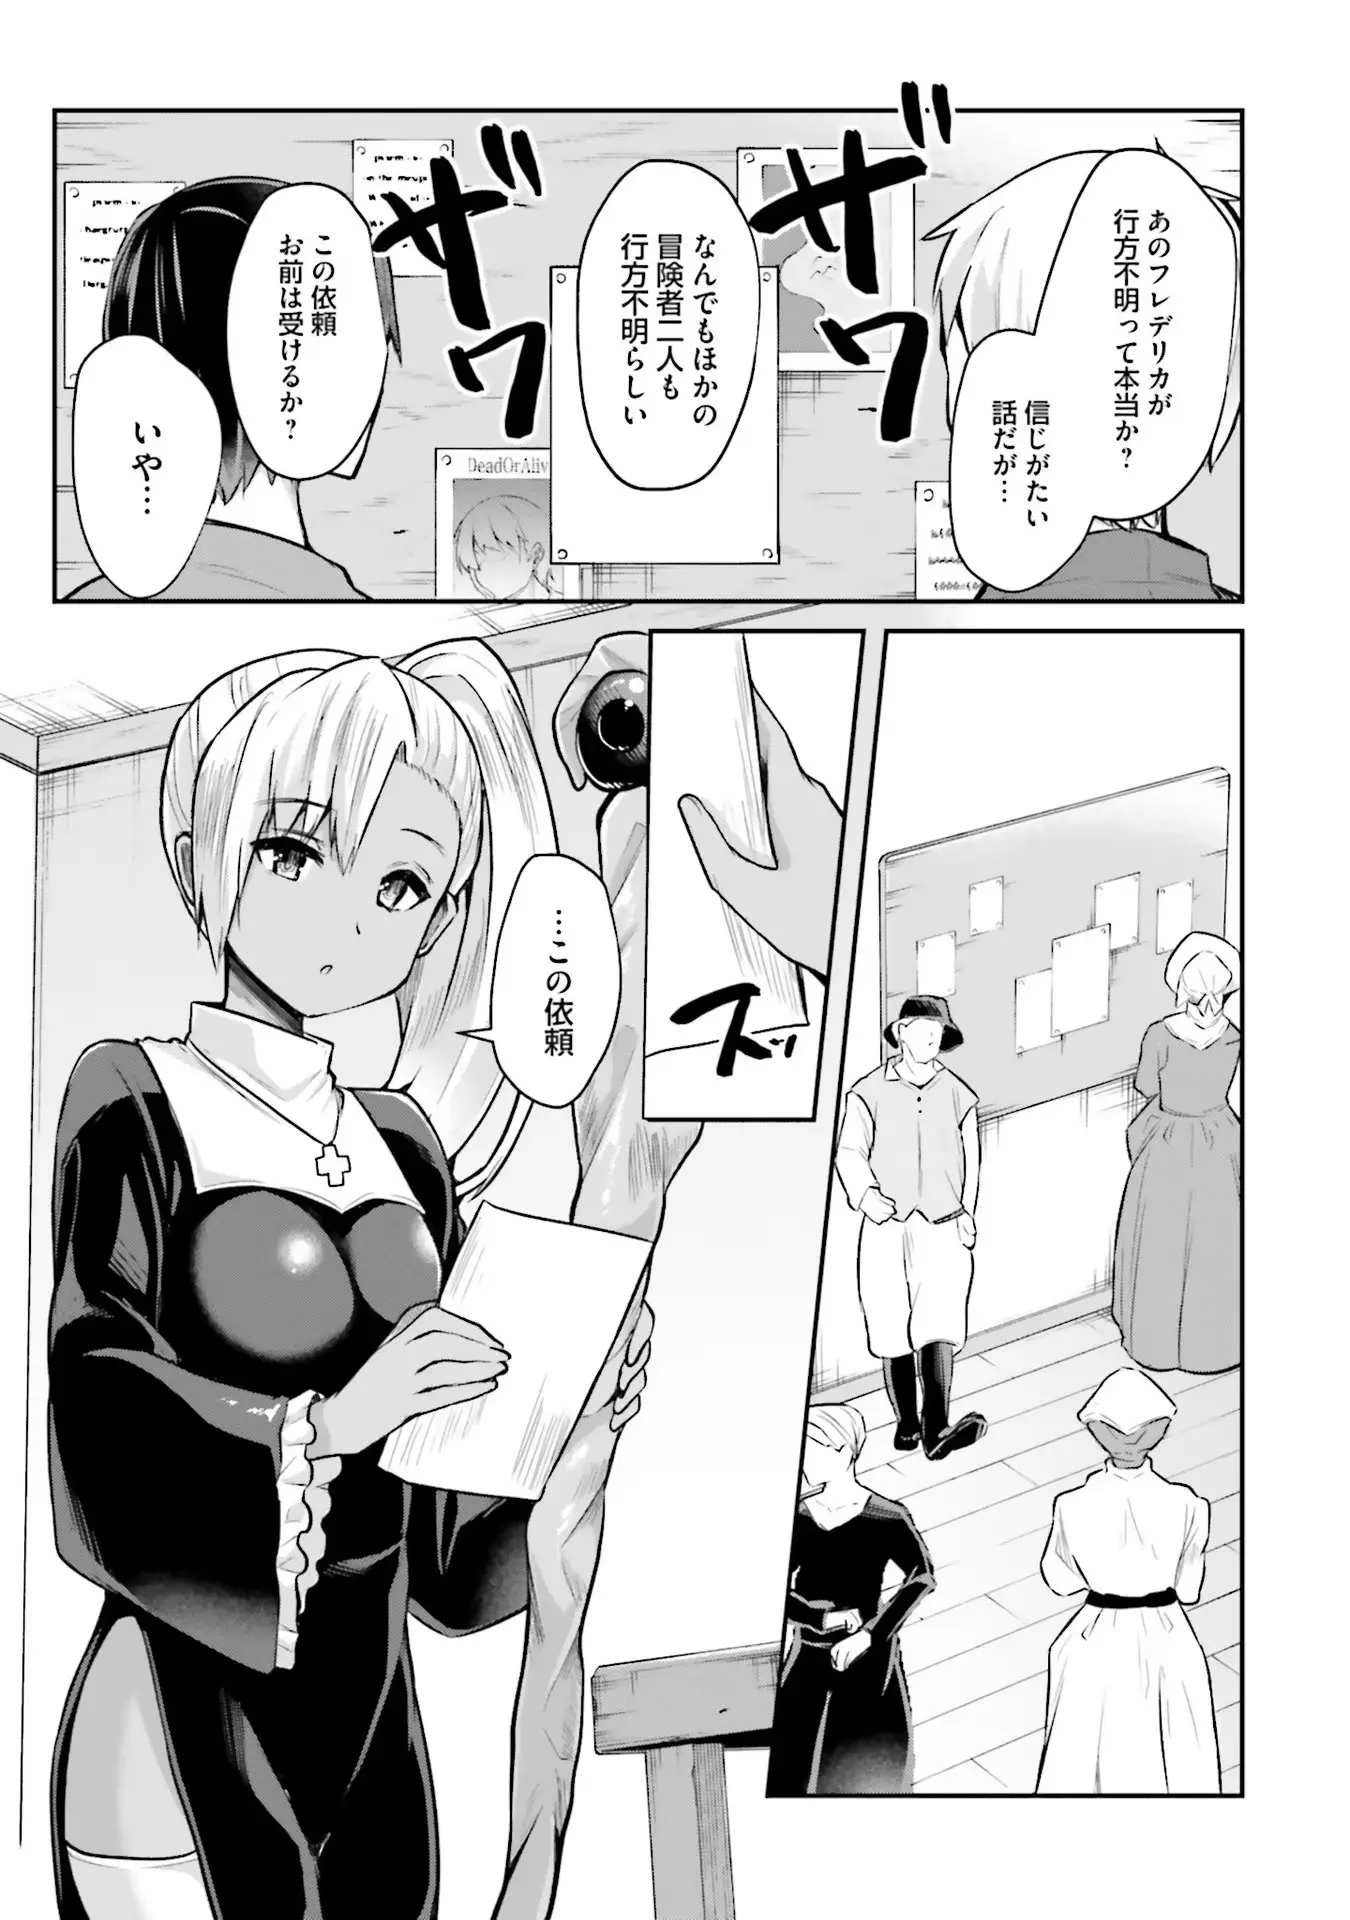 あのフレデリカが
行方不明って本当か?
信じがたい
話だが…
ザワ
なんでもほかの
冒険者二人も
行方不明らしい
ザワ
この依頼
お前は受けるか?
いや…
DeadOrAliv
ズッ
…この依頼